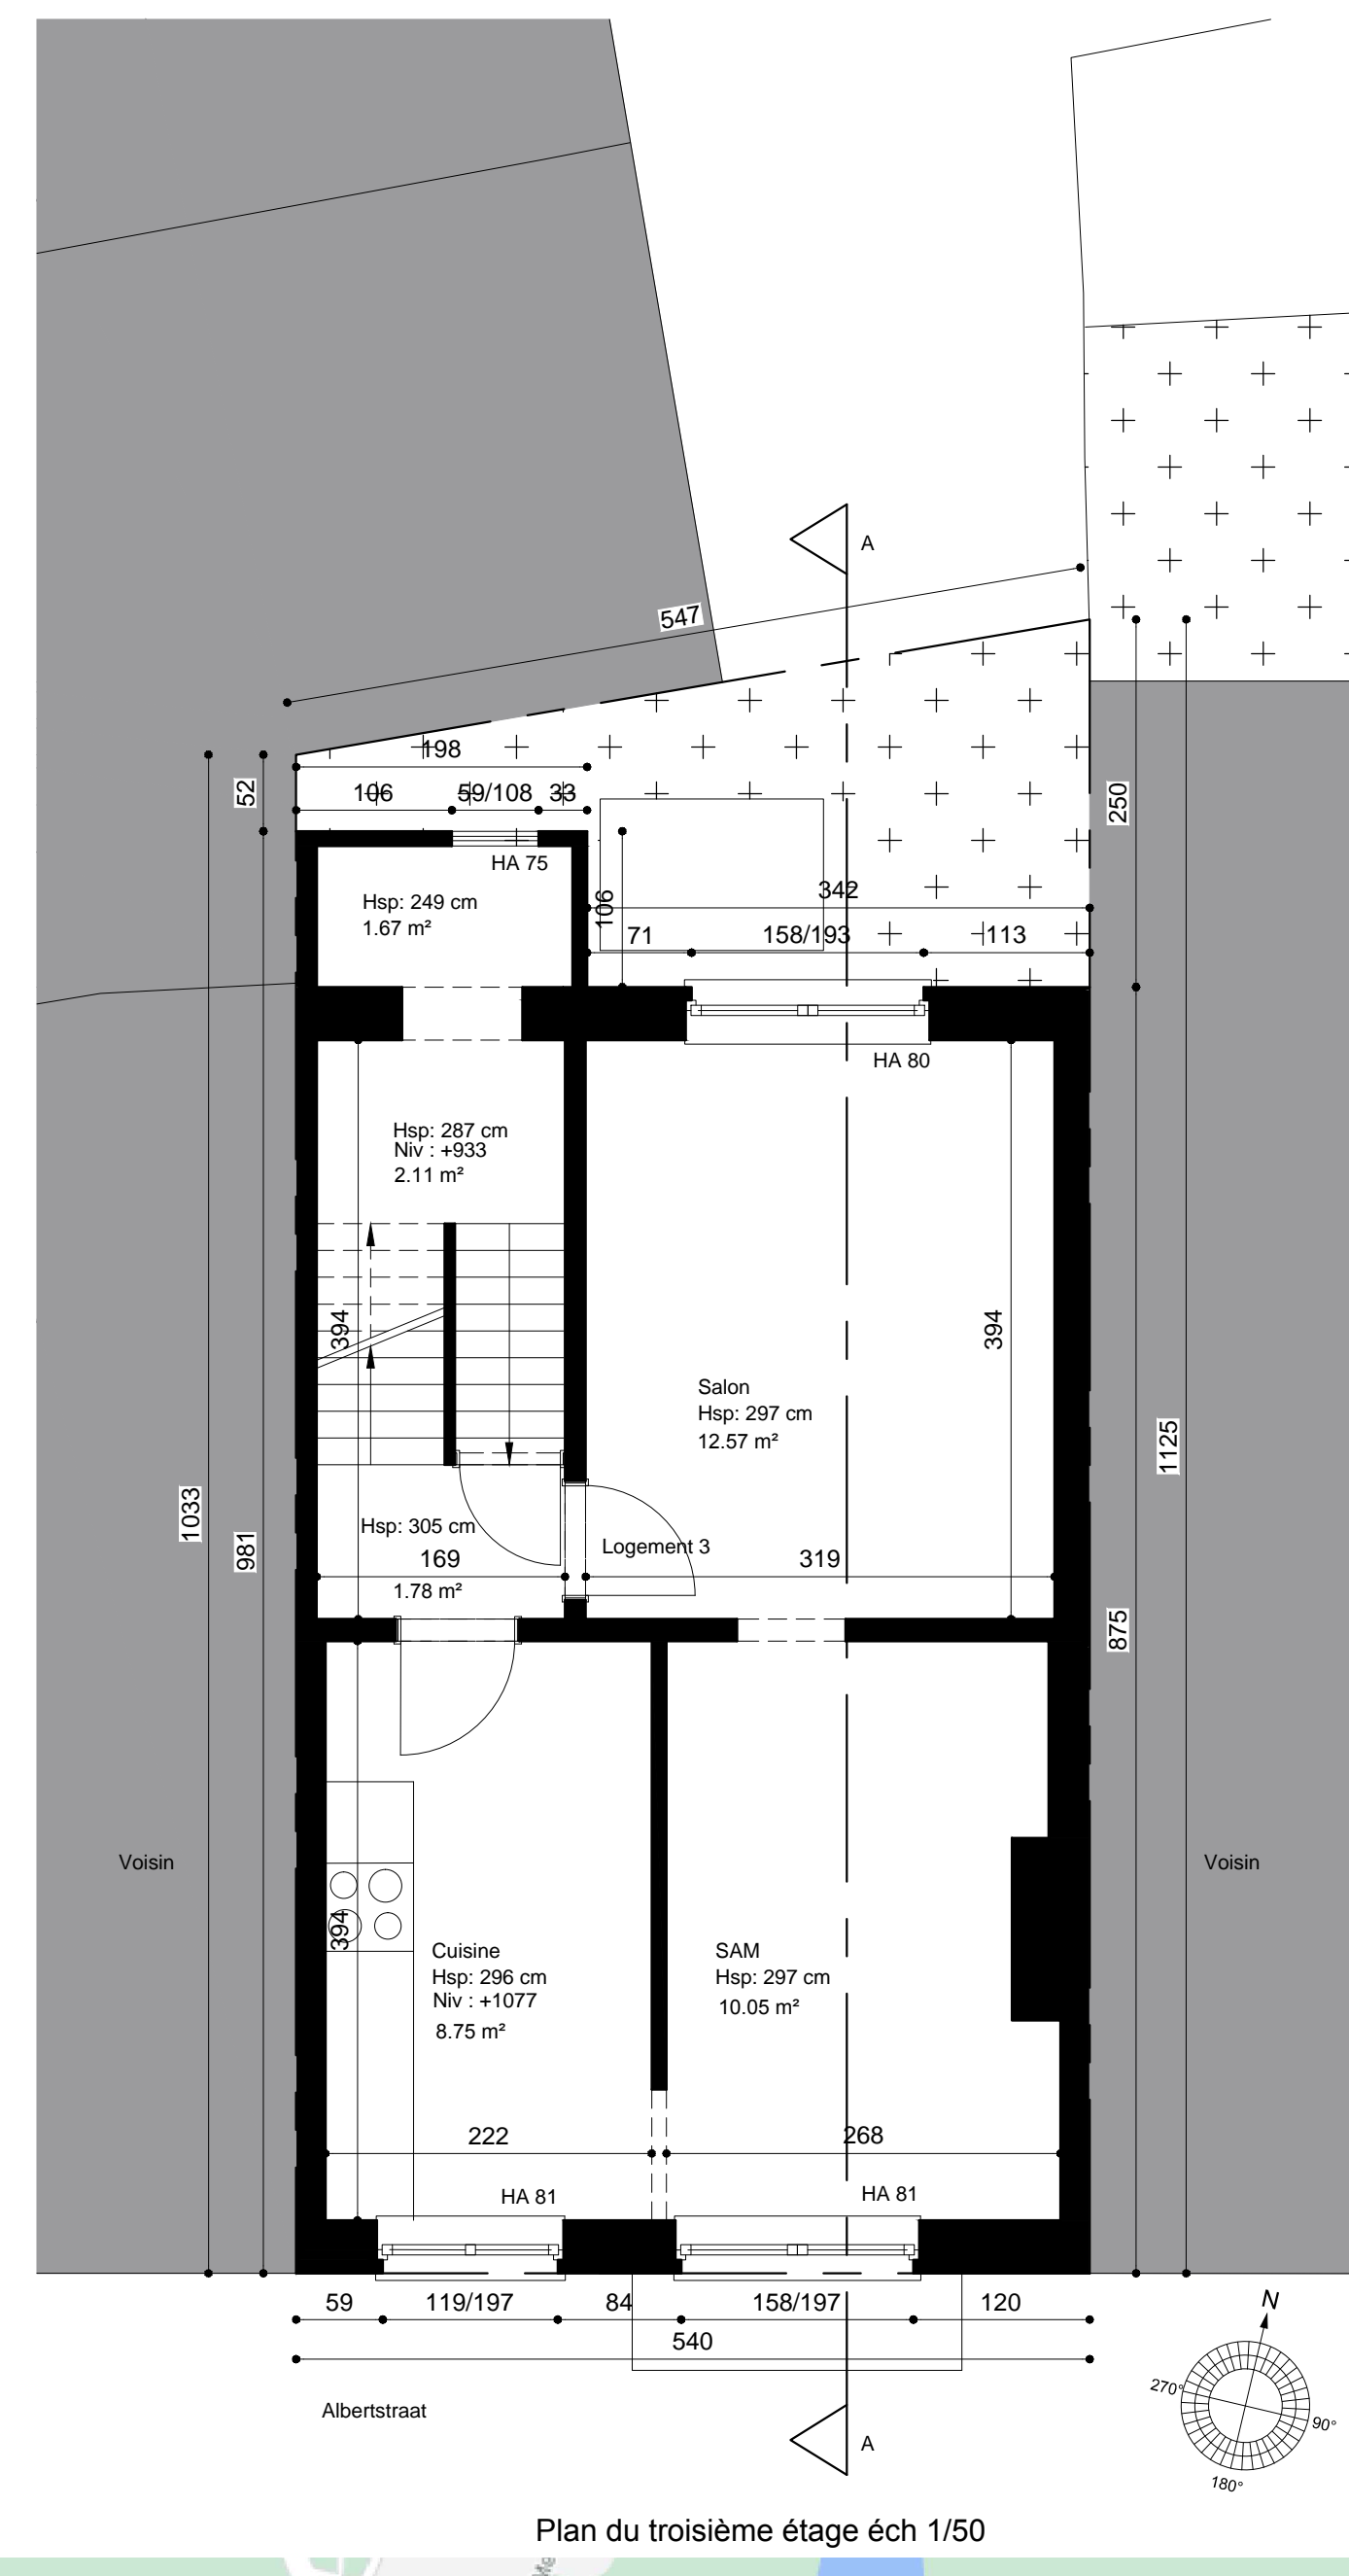 A
547
52
198
106
59/108
33
250
HA 75
Hsp: 249 cm
1.67 m²
106
342
71
158/193
113
HA 80
Hsp: 287 cm
Niv : +933
2.11 m²
394
394
Salon
Hsp: 297 cm
12.57 m²
1125
1033
981
Hsp: 305 cm
169
1.78 m²
Logement 3
319
875
Voisin
Voisin
394
Cuisine
Hsp: 296 cm
Niv : +1077
8.75 m²
SAM
Hsp: 297 cm
10.05 m²
222
268
HA 81
HA 81
59
119/197
84
158/197
120
540
N
270°
90°
180°
Albertstraat
A
Plan du troisième étage éch 1/50